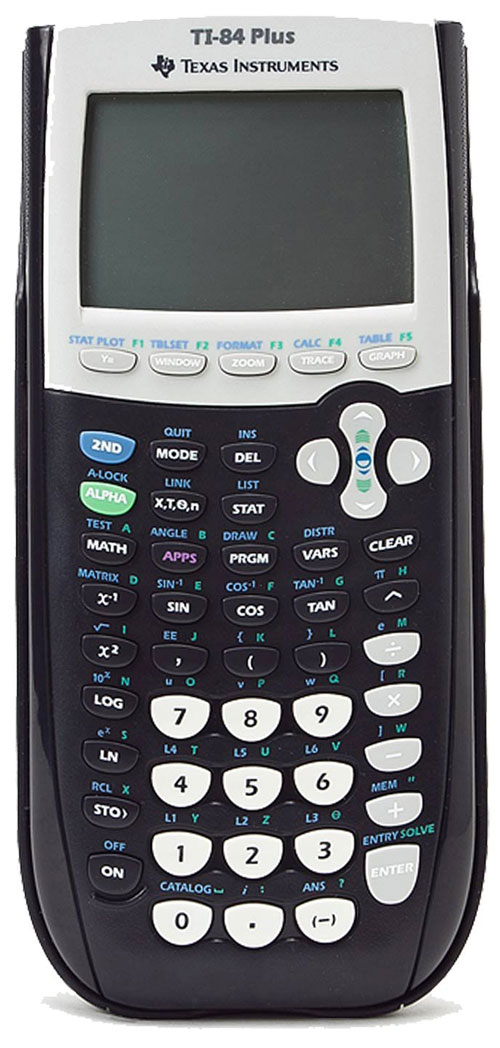 TI-84 Plus
TEXAS INSTRUMENTS
STAT PLOT F1 TBLSET F2 FORMAT F3 CALC F4 TABLE F5
Y= WINDOW ZOOM TRACE GRAPH
QUIT INS
2ND MODE DEL
A-LOCK LINK LIST
ALPHA X,T,Θ,n STAT
TEST A ANGLE B DRAW C DISTR
MATH APPS PRGM VARS CLEAR
MATRIX D SIN⁻¹ E COS⁻¹ F TAN⁻¹ G π H
x⁻¹ SIN COS TAN ^
√ I EE J { K } L e M
x² , ( ) ÷
10ˣ N u O v P w Q [ R
LOG 7 8 9 ×
eˣ S L4 T L5 U L6 V ] W
LN 4 5 6 −
RCL X L1 Y L2 Z L3 Θ MEM "
STO› 1 2 3 +
OFF CATALOG ⎵ i : ANS ? ENTRY SOLVE
ON 0 . (−) ENTER